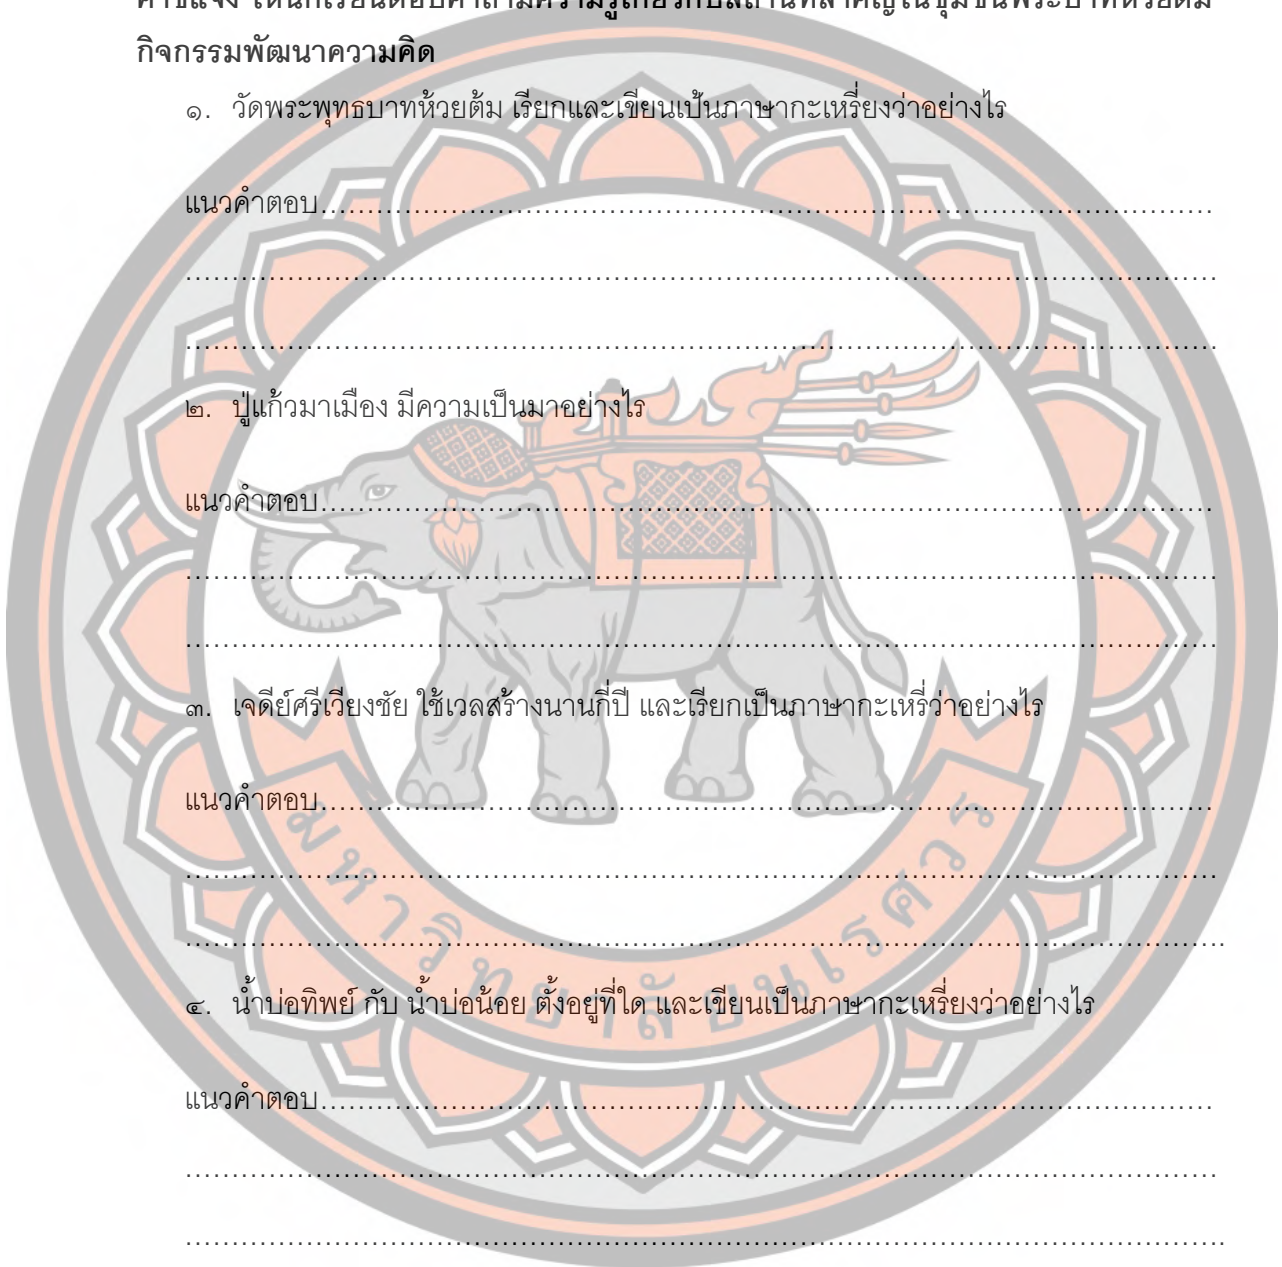 คำชี้แจง ให้นักเรียนตอบคำถามความรู้เกี่ยวกับสถานที่สำคัญในชุมชนพระบาทห้วยต้ม
กิจกรรมพัฒนาความคิด
๑. วัดพระพุทธบาทห้วยต้ม เรียกและเขียนเป็นภาษากะเหรี่ยงว่าอย่างไร
แนวคำตอบ........................................................................................
........................................................................................
........................................................................................
๒. ปู่แก้วมาเมือง มีความเป็นมาอย่างไร
แนวคำตอบ........................................................................................
........................................................................................
........................................................................................
๓. เจดีย์ศรีเวียงชัย ใช้เวลสร้างนานกี่ปี และเรียกเป็นภาษากะเหรี่ว่าอย่างไร
แนวคำตอบ........................................................................................
........................................................................................
........................................................................................
๔. น้ำบ่อทิพย์ กับ น้ำบ่อน้อย ตั้งอยู่ที่ใด และเขียนเป็นภาษากะเหรี่ยงว่าอย่างไร
แนวคำตอบ........................................................................................
........................................................................................
........................................................................................
มหาวิทยาลัยนเรศวร